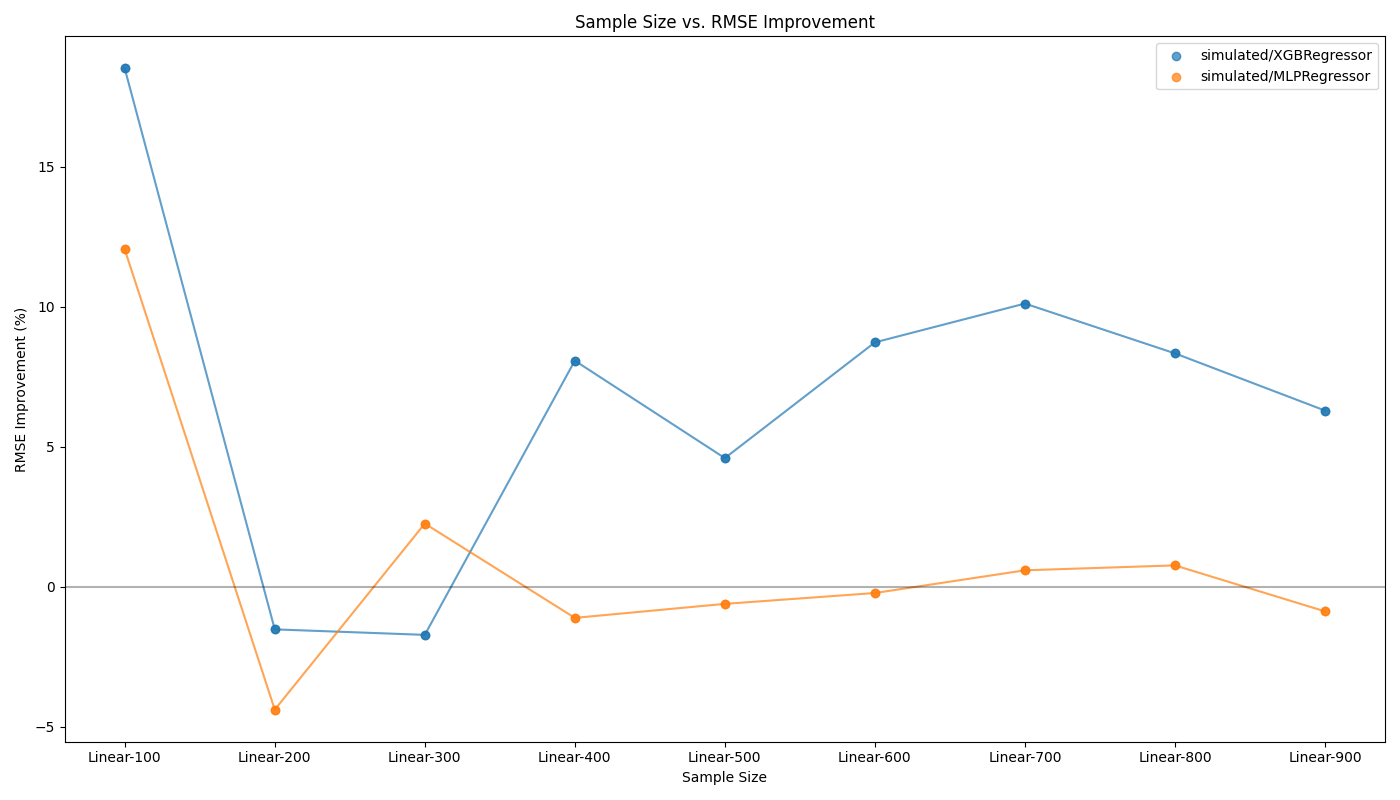 Sample Size vs. RMSE Improvement
simulated/XGBRegressor
simulated/MLPRegressor
RMSE Improvement (%)
15
10
5
0
−5
Linear-100 Linear-200 Linear-300 Linear-400 Linear-500 Linear-600 Linear-700 Linear-800 Linear-900
Sample Size